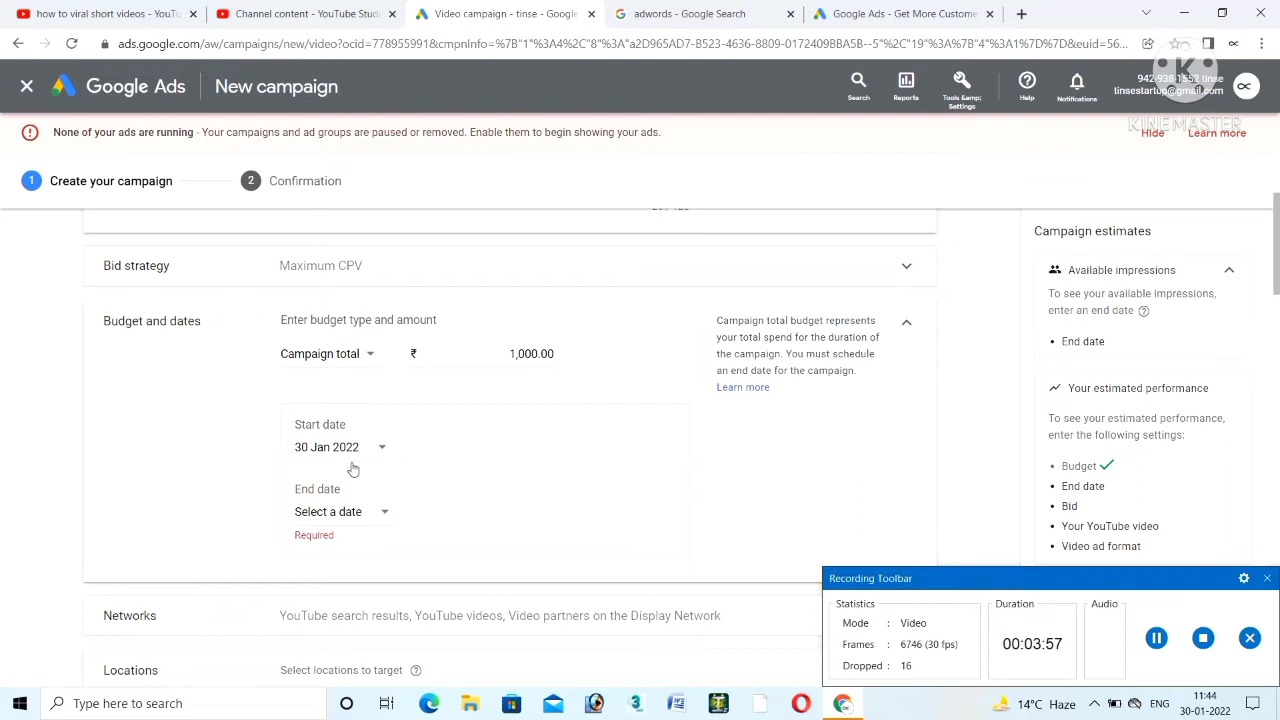 how to viral short videos - YouTu
Channel content - YouTube Studi
Video campaign - tinse - Google
adwords - Google Search
Google Ads - Get More Custome
ads.google.com/aw/campaigns/new/video?ocid=778955991&cmpnInfo=%7B"1"%3A4%2C"8"%3A"a2D965AD7-B523-4636-8809-0172409BBA5B--5"%2C"19"%3A%7B"4"%3A1%7D%7D&euid=56...
Google Ads
New campaign
Search
Reports
Tools &amp; Settings
Help
Notifications
942-938-1552 tinse
tinsestartup@gmail.com
K
KINEMASTER
None of your ads are running - Your campaigns and ad groups are paused or removed. Enable them to begin showing your ads.
Hide
Learn more
1 Create your campaign
2 Confirmation
Bid strategy
Maximum CPV
Campaign estimates
Available impressions
To see your available impressions,
enter an end date
• End date
Budget and dates
Enter budget type and amount
Campaign total
₹ 1,000.00
Campaign total budget represents
your total spend for the duration of
the campaign. You must schedule
an end date for the campaign.
Learn more
Start date
30 Jan 2022
End date
Select a date
Required
Your estimated performance
To see your estimated performance,
enter the following settings:
• Budget
• End date
• Bid
• Your YouTube video
• Video ad format
Networks
YouTube search results, YouTube videos, Video partners on the Display Network
Locations
Select locations to target
Recording Toolbar
Statistics
Mode : Video
Frames : 6746 (30 fps)
Dropped : 16
Duration
00:03:57
Audio
Type here to search
14°C Haze
ENG
11:44
30-01-2022